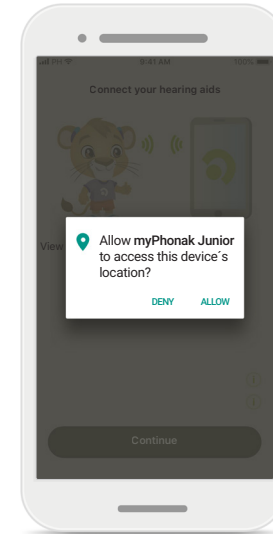 PH 9:41 AM 100%
Connect your hearing aids
View
Allow myPhonak Junior
to access this device´s
location?
DENY ALLOW
Continue